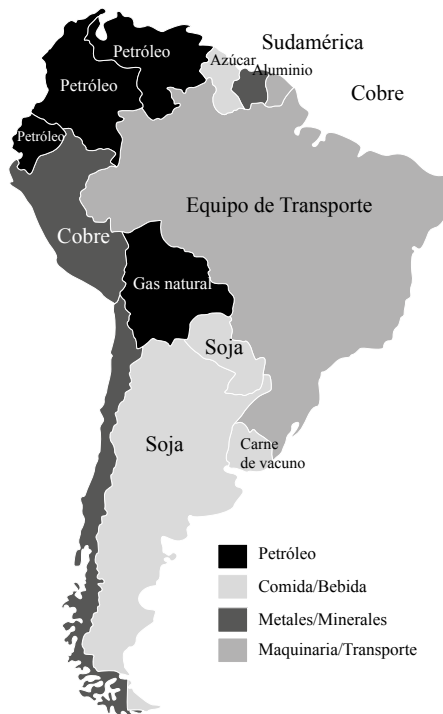 Petróleo
Sudamérica
Azúcar
Aluminio
Petróleo
Cobre
Petróleo
Equipo de Transporte
Cobre
Gas natural
Soja
Soja
Carne
de vacuno
Petróleo
Comida/Bebida
Metales/Minerales
Maquinaria/Transporte